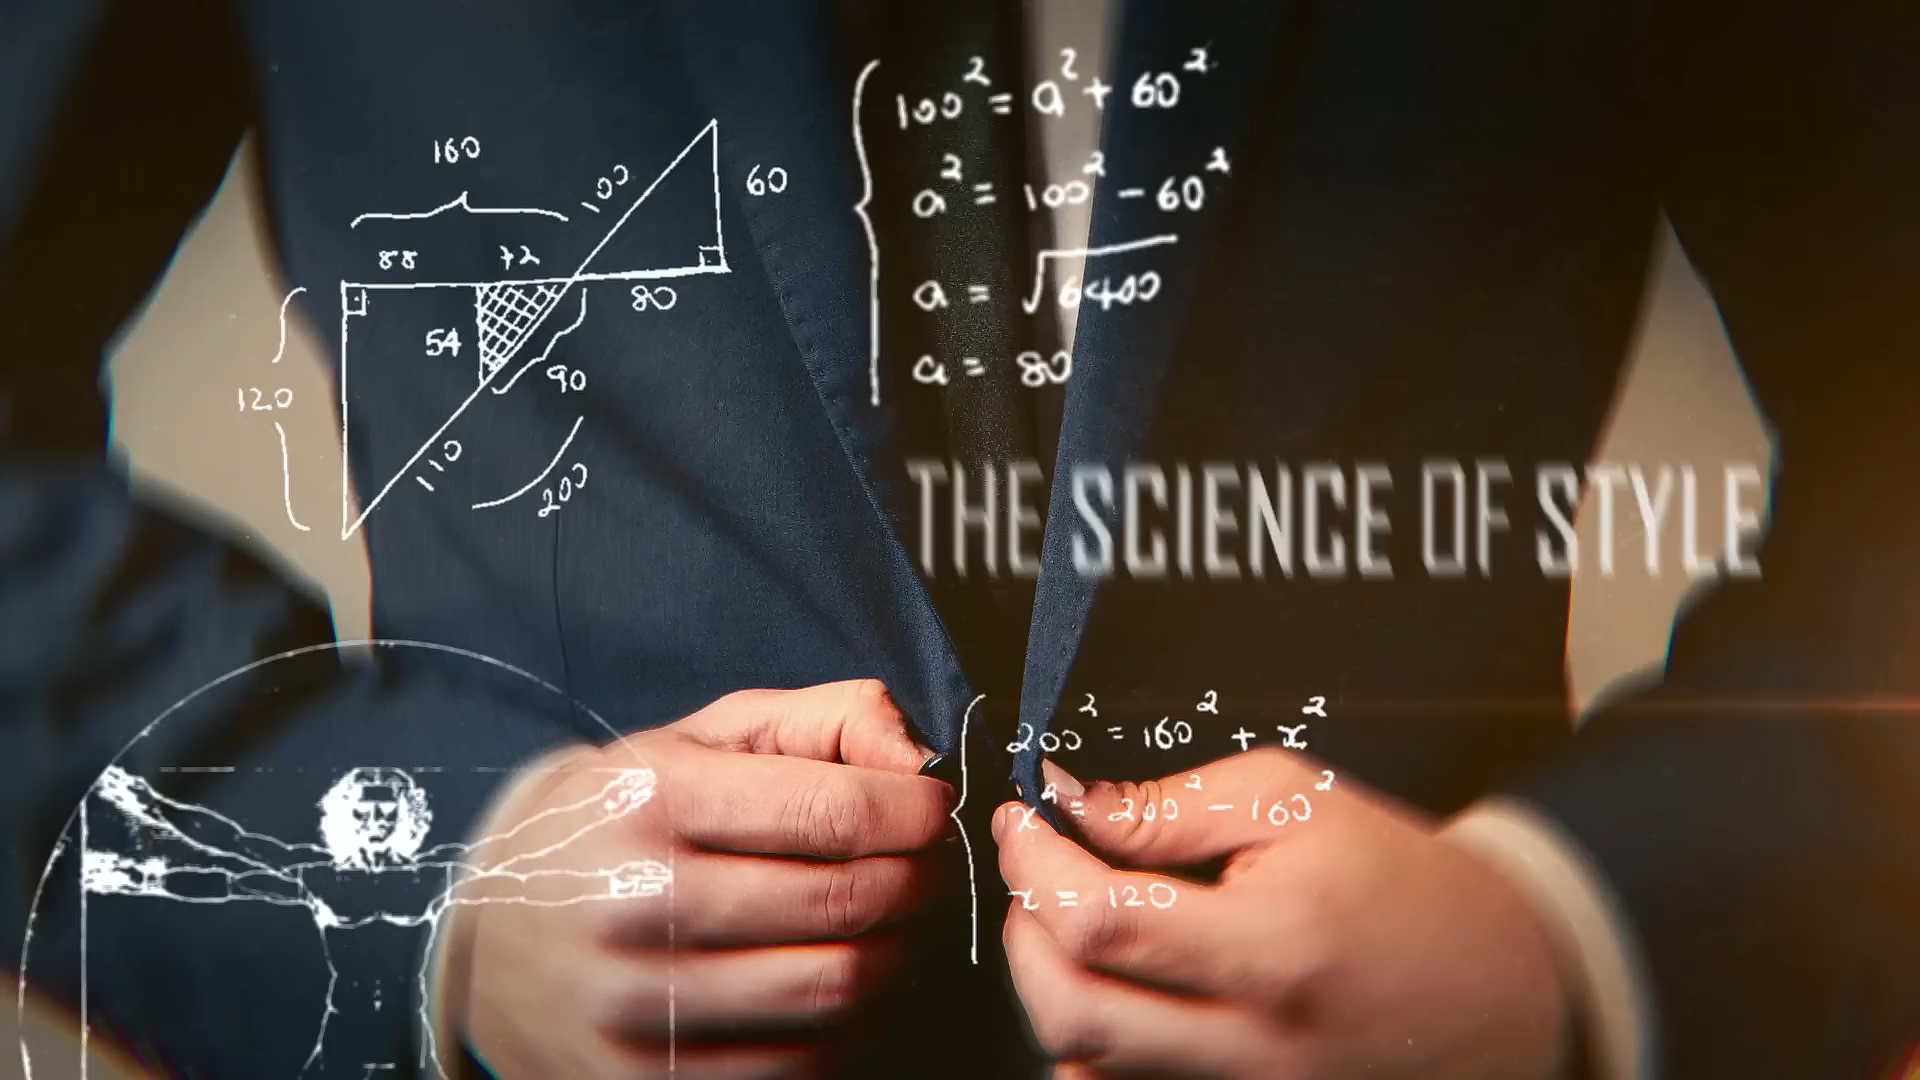 160
100
60
88 72
80
54
90
120
110
200
100² = a² + 60²
a² = 100² - 60²
a = √6400
a = 80
THE SCIENCE OF STYLE
200² = 160² + x²
x² = 200² - 160²
x = 120